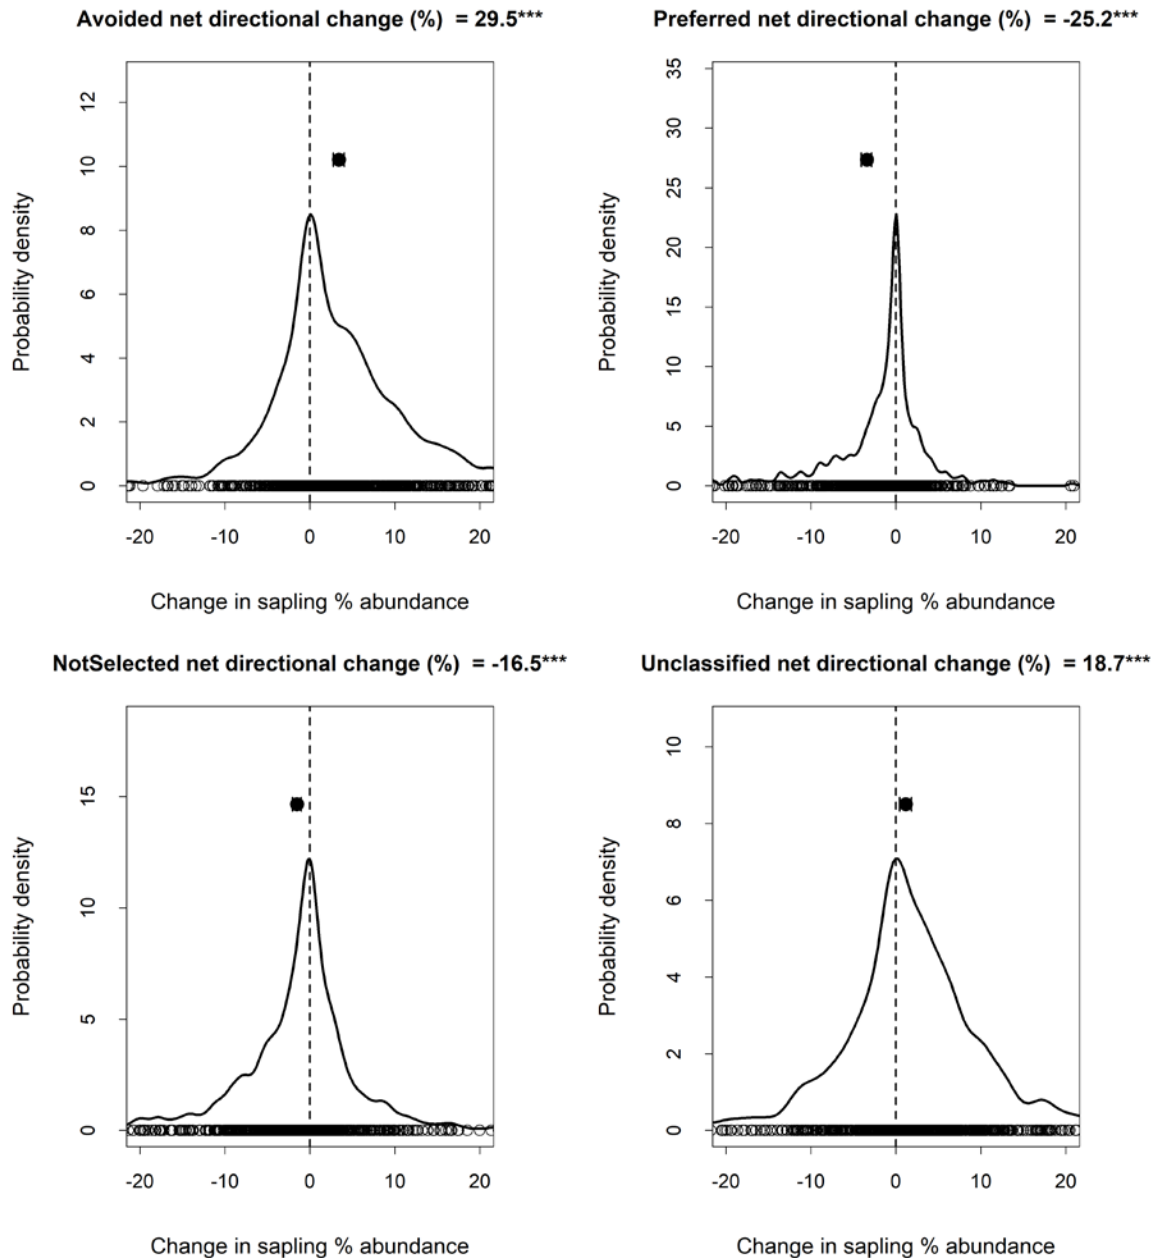 Avoided net directional change (%) = 29.5***
Probability density
12
10
8
6
4
2
0
-20 -10 0 10 20
Change in sapling % abundance
Preferred net directional change (%) = -25.2***
Probability density
35
30
25
20
15
10
5
0
-20 -10 0 10 20
Change in sapling % abundance
NotSelected net directional change (%) = -16.5***
Probability density
15
10
5
0
-20 -10 0 10 20
Change in sapling % abundance
Unclassified net directional change (%) = 18.7***
Probability density
10
8
6
4
2
0
-20 -10 0 10 20
Change in sapling % abundance